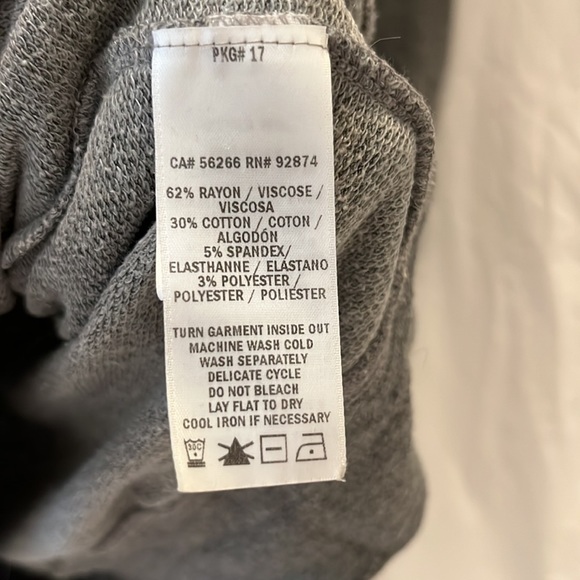 PKG# 17
CA# 56266 RN# 92874
62% RAYON / VISCOSE /
VISCOSA
30% COTTON / COTON /
ALGODÓN
5% SPANDEX/
ELASTHANNE / ELASTANO
3% POLYESTER /
POLYESTER / POLIESTER
TURN GARMENT INSIDE OUT
MACHINE WASH COLD
WASH SEPARATELY
DELICATE CYCLE
DO NOT BLEACH
LAY FLAT TO DRY
COOL IRON IF NECESSARY
30C